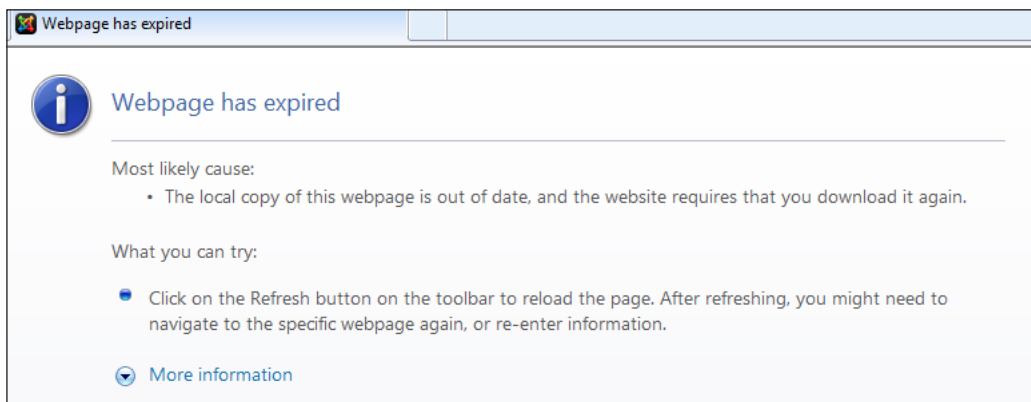 Webpage has expired
Webpage has expired
Most likely cause:
• The local copy of this webpage is out of date, and the website requires that you download it again.
What you can try:
Click on the Refresh button on the toolbar to reload the page. After refreshing, you might need to
navigate to the specific webpage again, or re-enter information.
More information